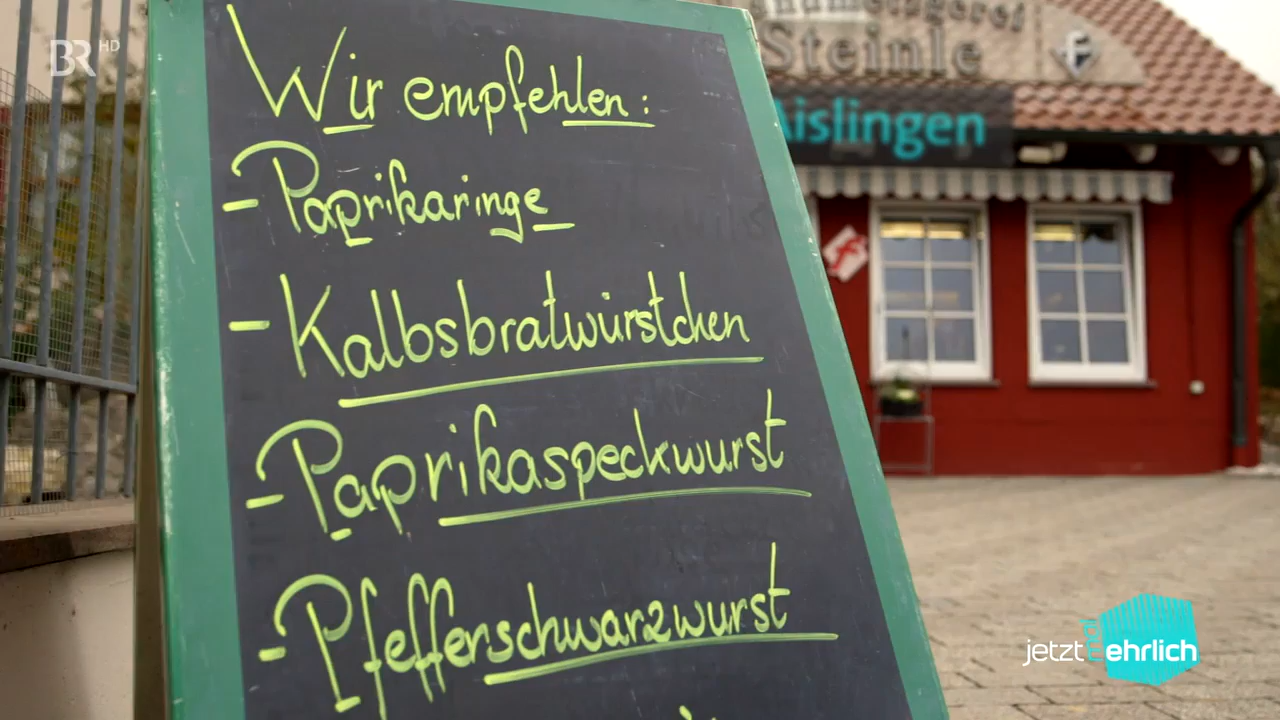 BR HD
Wir empfehlen:
- Paprikaringe
- Kalbsbratwürstchen
- Paprikaspeckwurst
- Pfefferschwarzwurst
Steinle
Aislingen
jetzt mal ehrlich